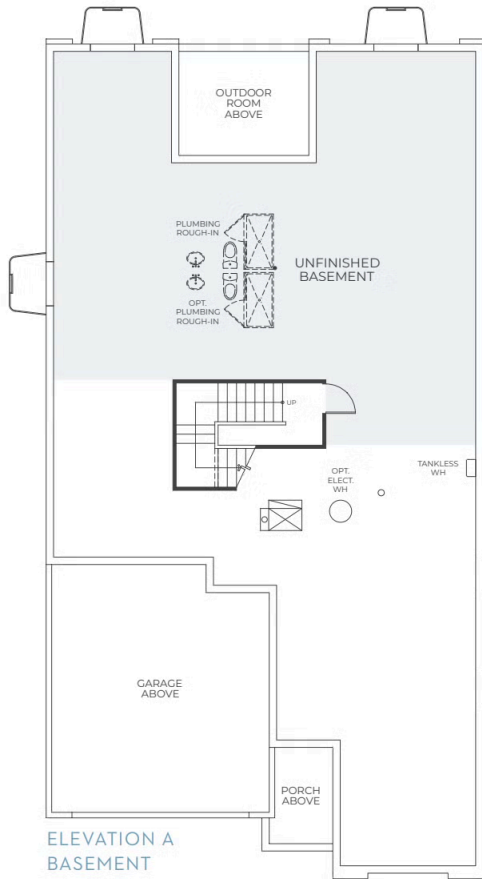 OUTDOOR
ROOM
ABOVE
PLUMBING
ROUGH-IN
UNFINISHED
BASEMENT
OPT.
PLUMBING
ROUGH-IN
UP
OPT.
ELECT.
WH
TANKLESS
WH
GARAGE
ABOVE
PORCH
ABOVE
ELEVATION A
BASEMENT